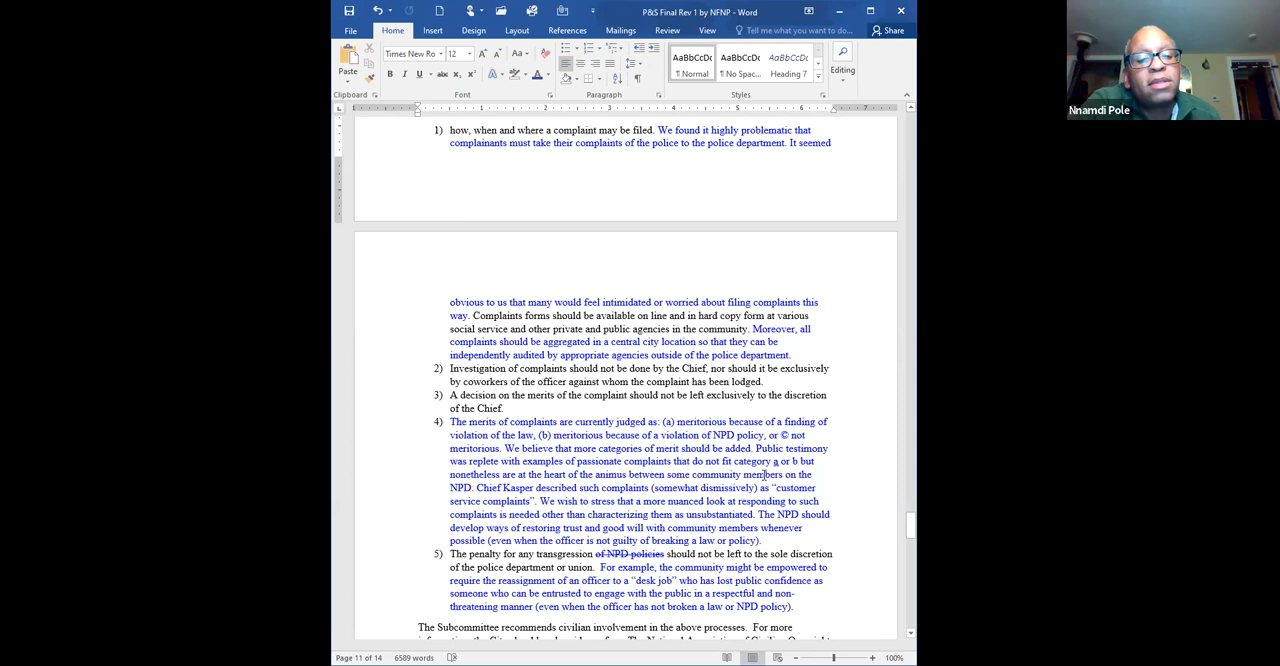 P&S Final Rev 1 by NFNP - Word
File Home Insert Design Layout References Mailings Review View Tell me what you want to do... Share
Times New Ro 12 Aa
AaBbCcDc AaBbCcDc AaBbCcDc
Paste
B I U abc X₂ X² A A
¶ Normal ¶ No Spac... Heading 7
Editing
Clipboard Font Paragraph Styles
Nnamdi Pole
1 1 2 3 4 5 6 7
1) how, when and where a complaint may be filed. We found it highly problematic that
complainants must take their complaints of the police to the police department. It seemed
obvious to us that many would feel intimidated or worried about filing complaints this
way. Complaints forms should be available on line and in hard copy form at various
social service and other private and public agencies in the community. Moreover, all
complaints should be aggregated in a central city location so that they can be
independently audited by appropriate agencies outside of the police department.
2) Investigation of complaints should not be done by the Chief, nor should it be exclusively
by coworkers of the officer against whom the complaint has been lodged.
3) A decision on the merits of the complaint should not be left exclusively to the discretion
of the Chief.
4) The merits of complaints are currently judged as: (a) meritorious because of a finding of
violation of the law, (b) meritorious because of a violation of NPD policy, or © not
meritorious. We believe that more categories of merit should be added. Public testimony
was replete with examples of passionate complaints that do not fit category a or b but
nonetheless are at the heart of the animus between some community members on the
NPD. Chief Kasper described such complaints (somewhat dismissively) as “customer
service complaints”. We wish to stress that a more nuanced look at responding to such
complaints is needed other than characterizing them as unsubstantiated. The NPD should
develop ways of restoring trust and good will with community members whenever
possible (even when the officer is not guilty of breaking a law or policy).
5) The penalty for any transgression of NPD policies should not be left to the sole discretion
of the police department or union. For example, the community might be empowered to
require the reassignment of an officer to a “desk job” who has lost public confidence as
someone who can be entrusted to engage with the public in a respectful and non-
threatening manner (even when the officer has not broken a law or NPD policy).
The Subcommittee recommends civilian involvement in the above processes. For more
Page 11 of 14 6589 words 100%